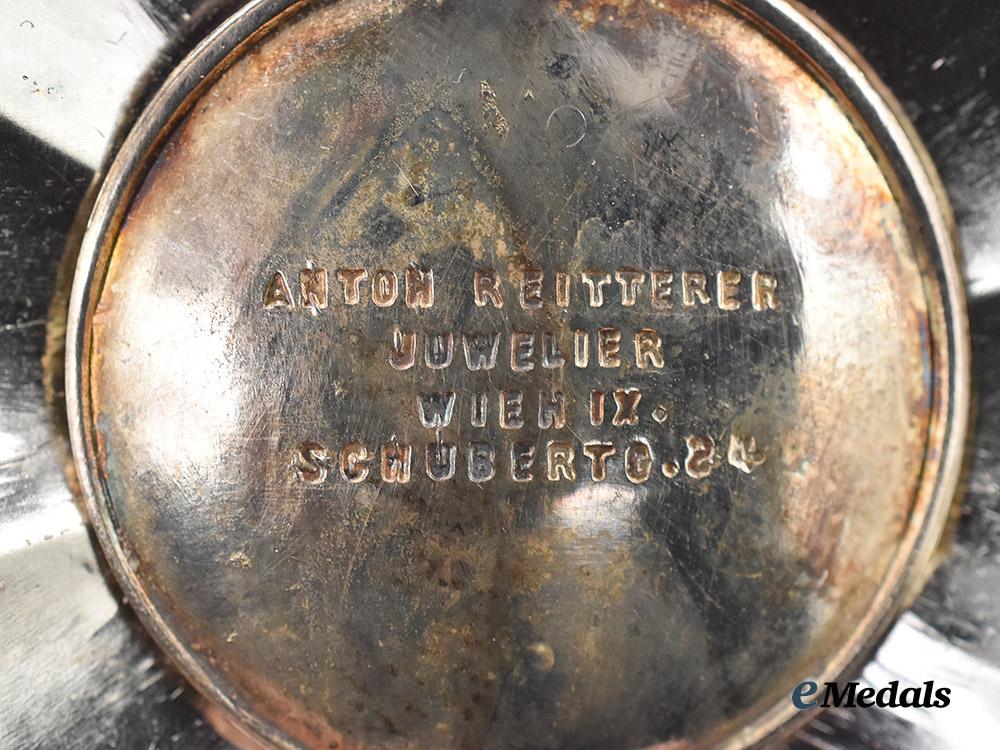 ANTON REITTERER
JUWELIER
WIEN IX.
SCHUBERTG.24
eMedals